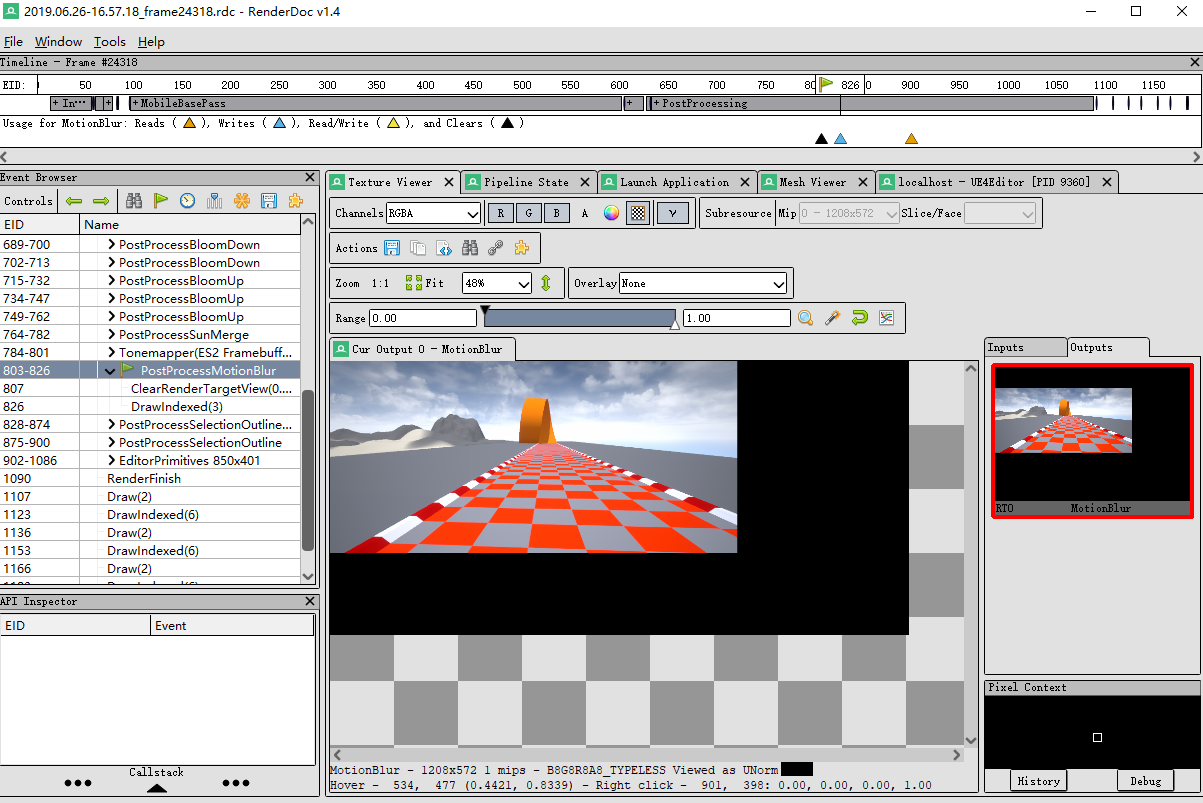 2019.06.26-16.57.18_frame24318.rdc - RenderDoc v1.4
File Window Tools Help
Timeline - Frame #24318
EID: 50 100 150 200 250 300 350 400 450 500 550 600 650 700 750 826 900 950 1000 1050 1100 1150
+ In··· + + MobileBasePass + + PostProcessing
Usage for MotionBlur: Reads ( ), Writes ( ), Read/Write ( ), and Clears ( )
Event Browser
Controls
EID Name
689-700 PostProcessBloomDown
702-713 PostProcessBloomDown
715-732 PostProcessBloomUp
734-747 PostProcessBloomUp
749-762 PostProcessBloomUp
764-782 PostProcessSunMerge
784-801 Tonemapper(ES2 Framebuff...
803-826 PostProcessMotionBlur
807 ClearRenderTargetView(0....
826 DrawIndexed(3)
828-874 PostProcessSelectionOutline...
875-900 PostProcessSelectionOutline
902-1086 EditorPrimitives 850x401
1090 RenderFinish
1107 Draw(2)
1123 DrawIndexed(6)
1136 Draw(2)
1153 DrawIndexed(6)
1166 Draw(2)
API Inspector
EID Event
Callstack
Texture Viewer Pipeline State Launch Application Mesh Viewer localhost - UE4Editor [PID 9360]
Channels RGBA R G B A γ Subresource Mip 0 - 1208x572 Slice/Face
Actions
Zoom 1:1 Fit 48% Overlay None
Range 0.00 1.00
Cur Output 0 - MotionBlur
Inputs Outputs
RT0 MotionBlur
Pixel Context
History Debug
MotionBlur - 1208x572 1 mips - B8G8R8A8_TYPELESS Viewed as UNorm
Hover - 534, 477 (0.4421, 0.8339) - Right click - 901, 398: 0.00, 0.00, 0.00, 1.00